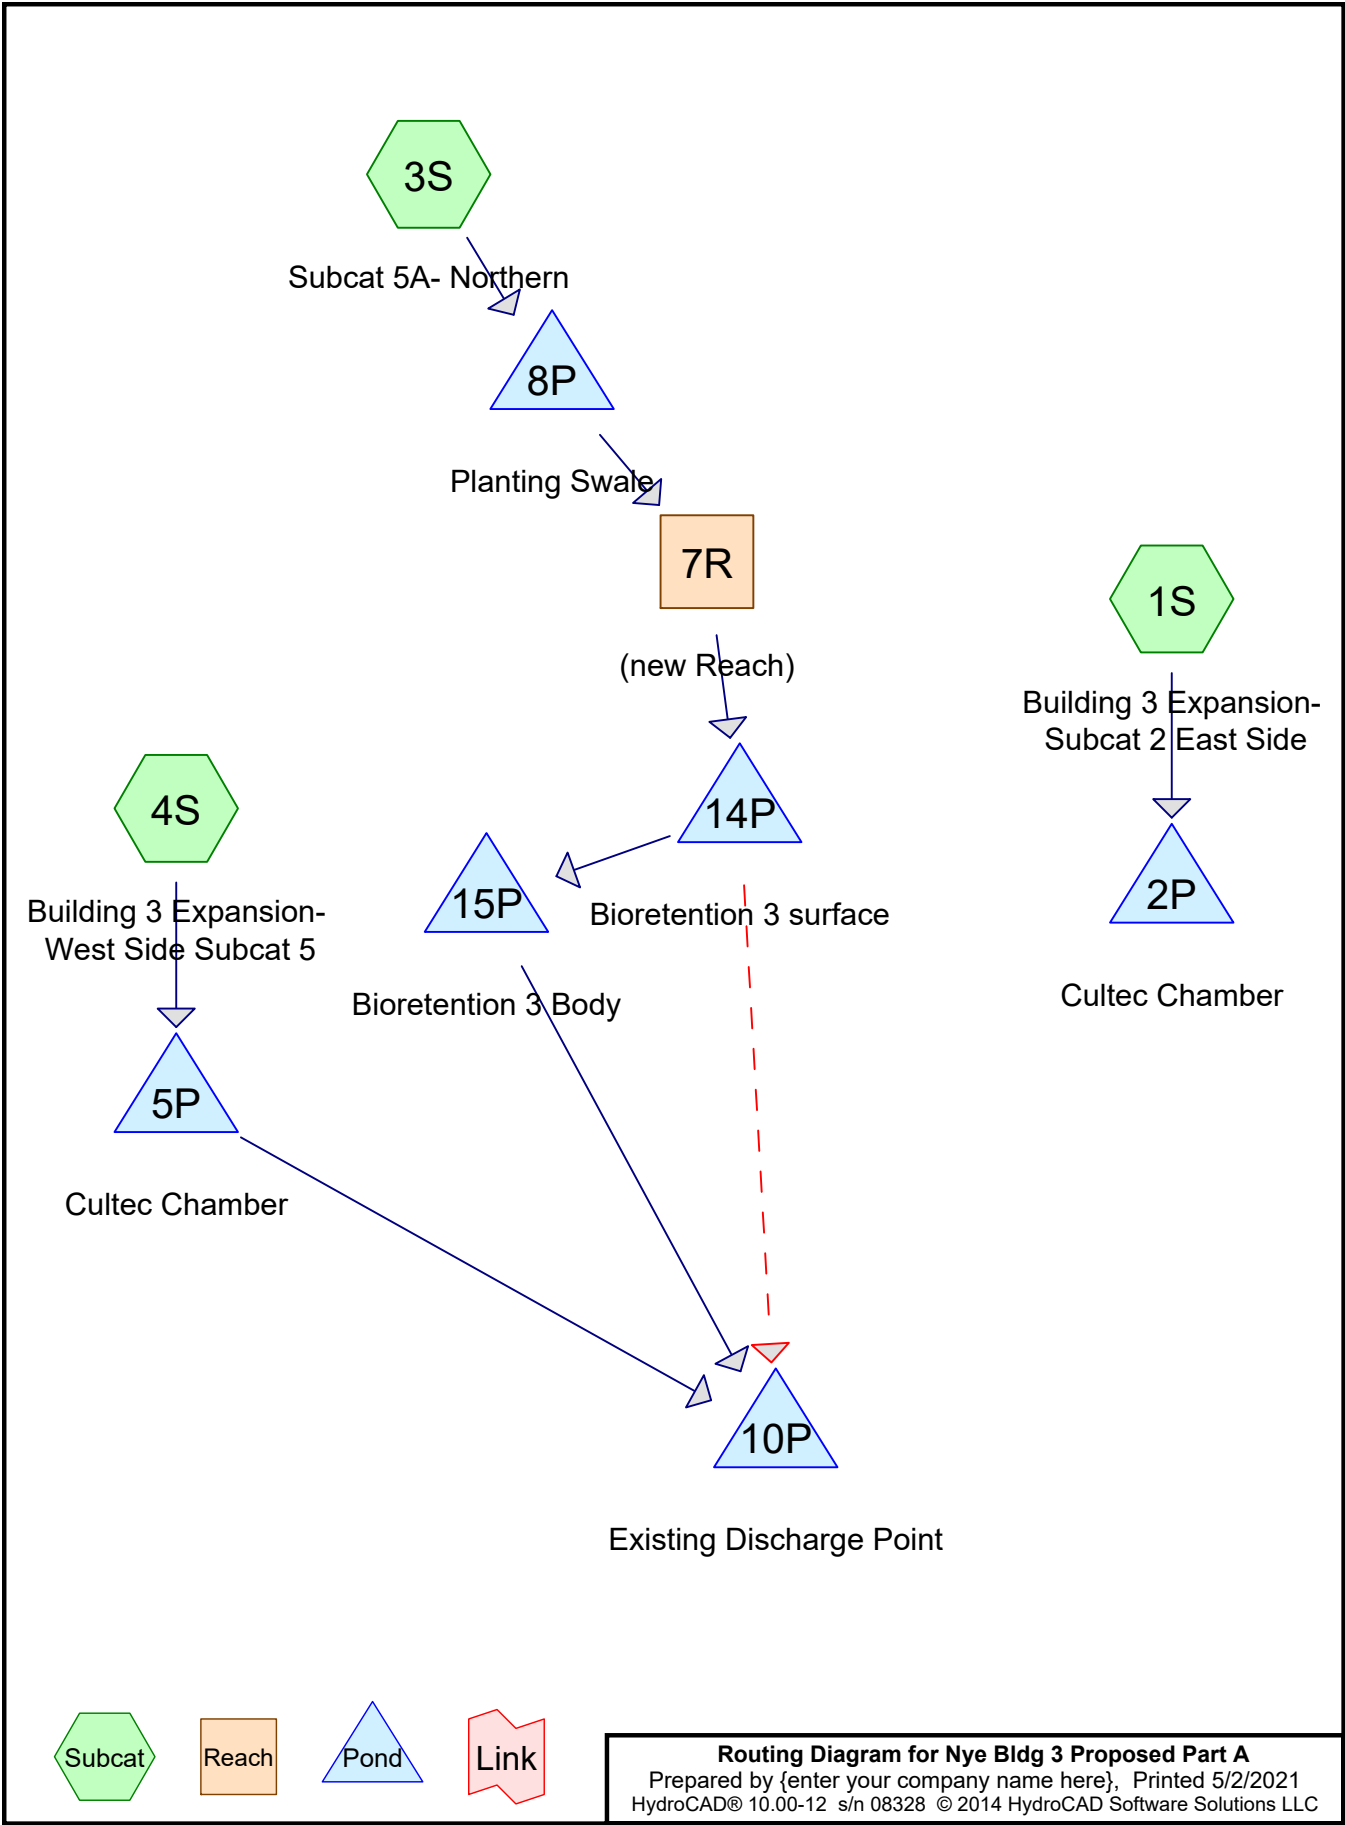 3S
Subcat 5A- Northern
8P
Planting Swale
7R
(new Reach)
1S
Building 3 Expansion-
Subcat 2 East Side
14P
4S
Building 3 Expansion-
West Side Subcat 5
15P
Bioretention 3 surface
2P
Cultec Chamber
Bioretention 3 Body
5P
Cultec Chamber
10P
Existing Discharge Point
Subcat
Reach
Pond
Link
Routing Diagram for Nye Bldg 3 Proposed Part A
Prepared by {enter your company name here}, Printed 5/2/2021
HydroCAD® 10.00-12 s/n 08328 © 2014 HydroCAD Software Solutions LLC